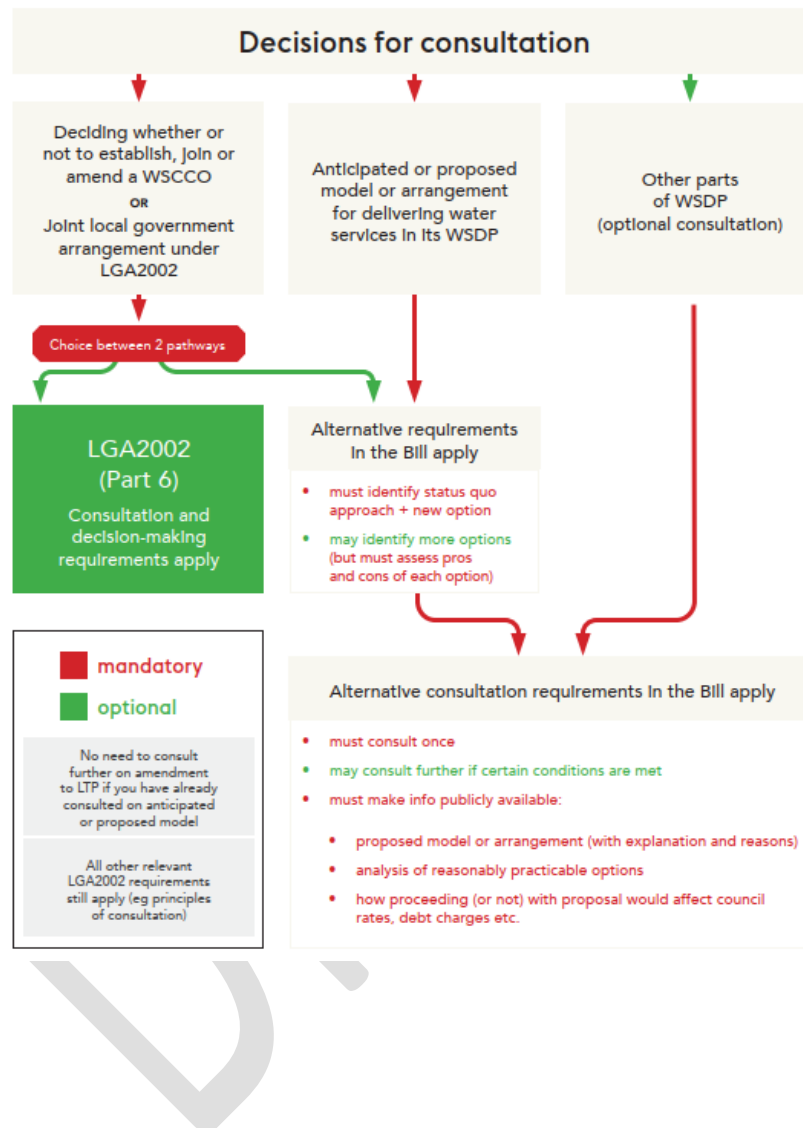 Decisions for consultation
Deciding whether or
not to establish, join or
amend a WSCCO
OR
Joint local government
arrangement under
LGA2002
Anticipated or proposed
model or arrangement
for delivering water
services in its WSDP
Other parts
of WSDP
(optional consultation)
Choice between 2 pathways
LGA2002
(Part 6)
Consultation and
decision-making
requirements apply
Alternative requirements
in the Bill apply
• must identify status quo
approach + new option
• may identify more options
(but must assess pros
and cons of each option)
mandatory
optional
No need to consult
further on amendment
to LTP if you have already
consulted on anticipated
or proposed model
All other relevant
LGA2002 requirements
still apply (eg principles
of consultation)
Alternative consultation requirements in the Bill apply
• must consult once
• may consult further if certain conditions are met
• must make info publicly available:
• proposed model or arrangement (with explanation and reasons)
• analysis of reasonably practicable options
• how proceeding (or not) with proposal would affect council
rates, debt charges etc.